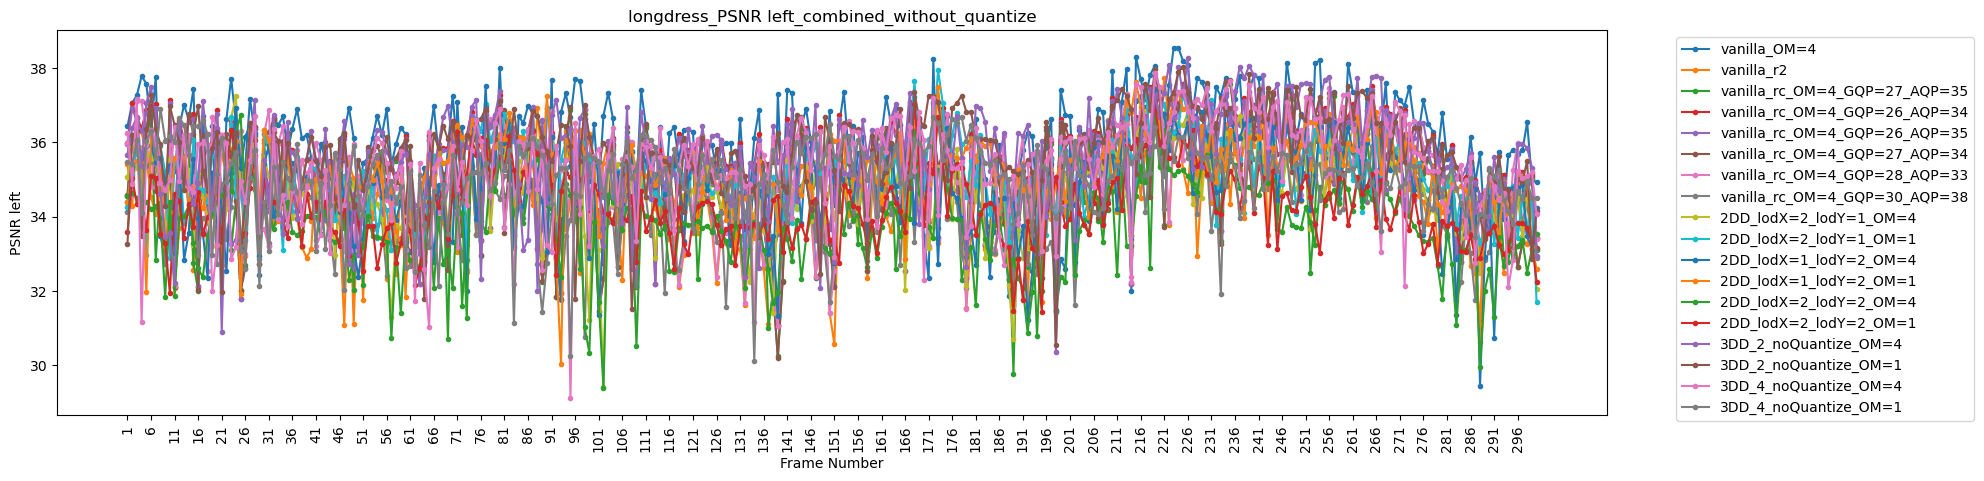 longdress_PSNR left_combined_without_quantize
PSNR left
38
36
34
32
30
1 6 11 16 21 26 31 36 41 46 51 56 61 66 71 76 81 86 91 96 101 106 111 116 121 126 131 136 141 146 151 156 161 166 171 176 181 186 191 196 201 206 211 216 221 226 231 236 241 246 251 256 261 266 271 276 281 286 291 296
Frame Number
vanilla_OM=4
vanilla_r2
vanilla_rc_OM=4_GQP=27_AQP=35
vanilla_rc_OM=4_GQP=26_AQP=34
vanilla_rc_OM=4_GQP=26_AQP=35
vanilla_rc_OM=4_GQP=27_AQP=34
vanilla_rc_OM=4_GQP=28_AQP=33
vanilla_rc_OM=4_GQP=30_AQP=38
2DD_lodX=2_lodY=1_OM=4
2DD_lodX=2_lodY=1_OM=1
2DD_lodX=1_lodY=2_OM=4
2DD_lodX=1_lodY=2_OM=1
2DD_lodX=2_lodY=2_OM=4
2DD_lodX=2_lodY=2_OM=1
3DD_2_noQuantize_OM=4
3DD_2_noQuantize_OM=1
3DD_4_noQuantize_OM=4
3DD_4_noQuantize_OM=1